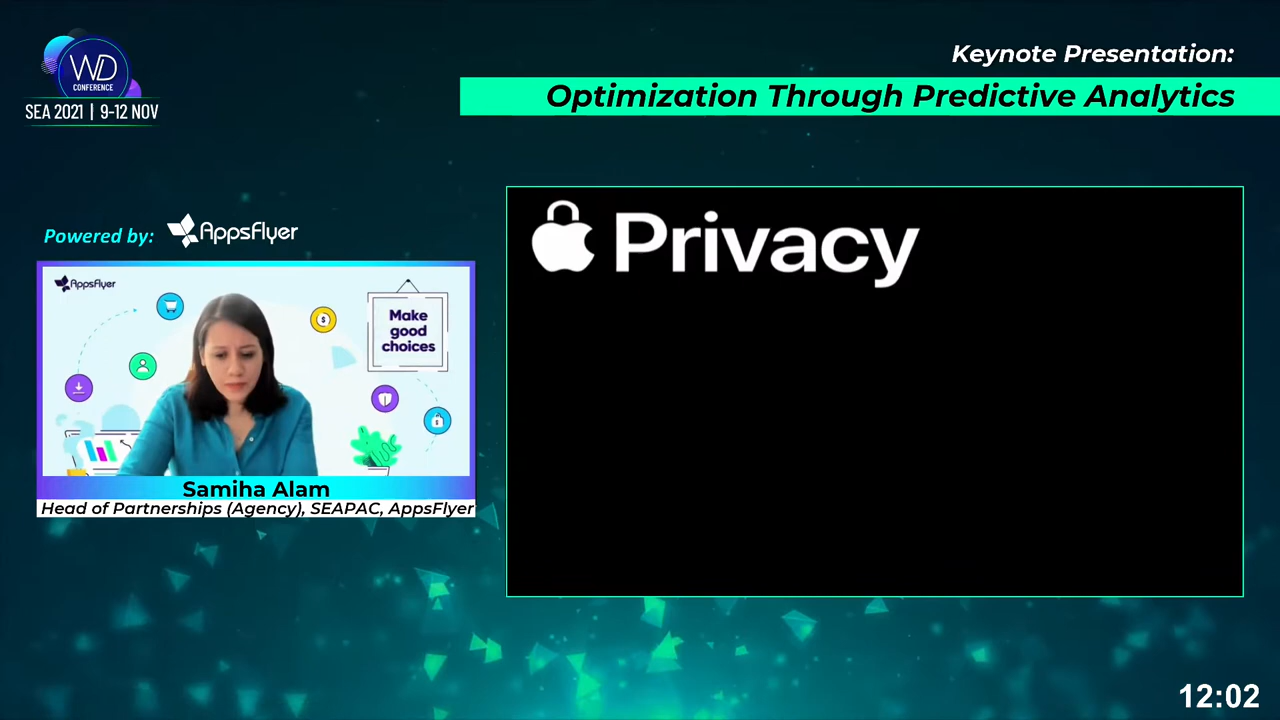 WD
CONFERENCE
SEA 2021 | 9-12 NOV
Keynote Presentation:
Optimization Through Predictive Analytics
Powered by: AppsFlyer
AppsFlyer
Make
good
choices
Samiha Alam
Head of Partnerships (Agency), SEAPAC, AppsFlyer
Privacy
12:02